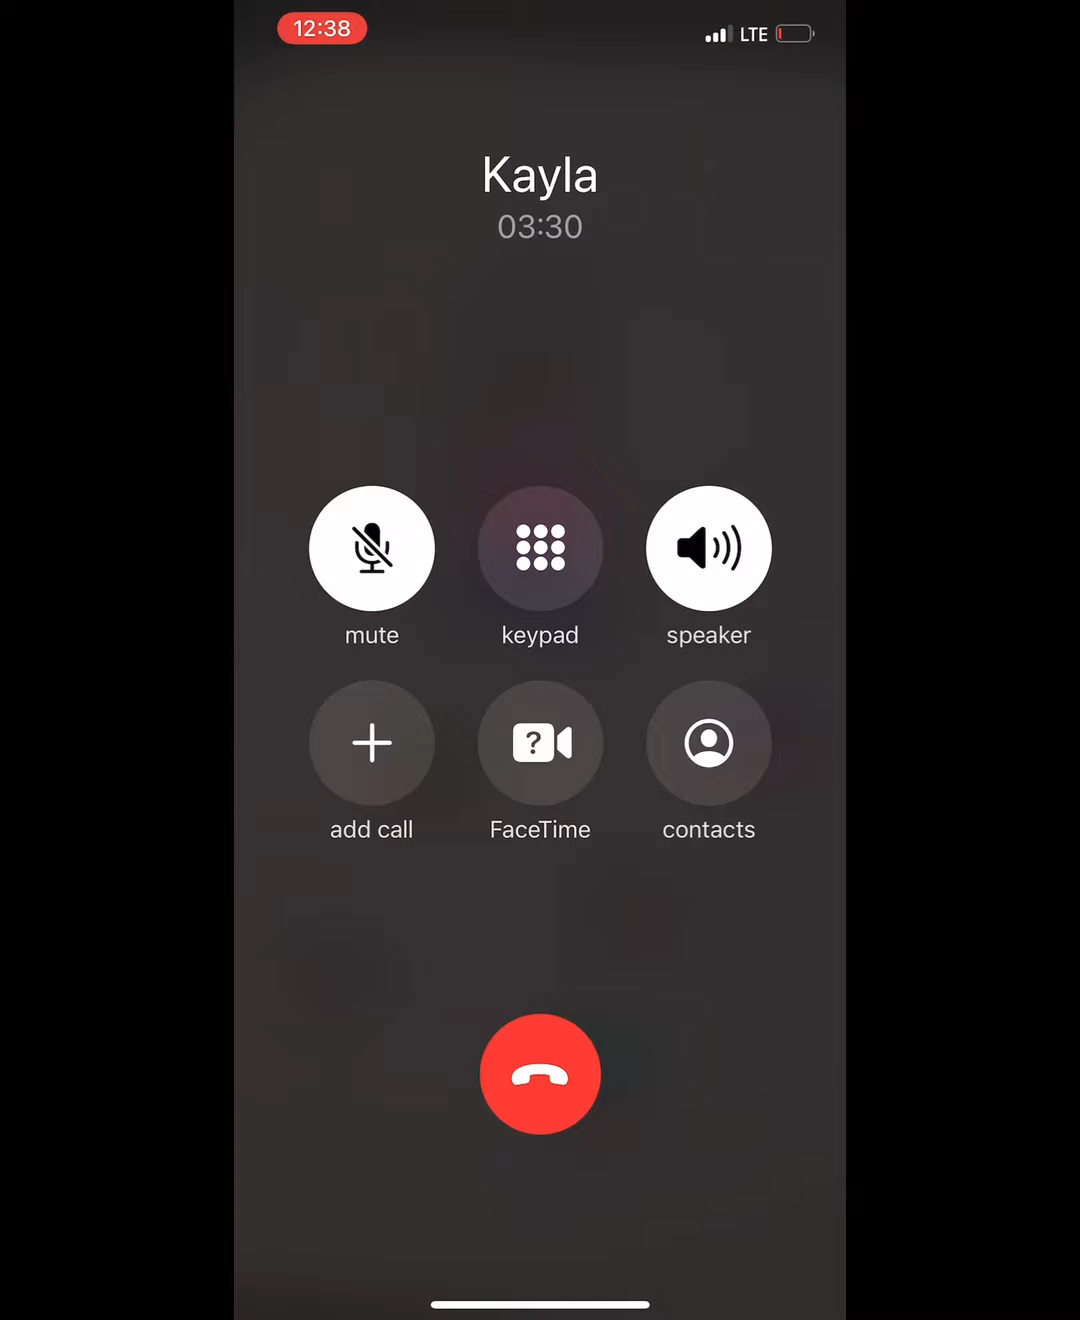 12:38
LTE
Kayla
03:30
mute
keypad
speaker
add call
?
FaceTime
contacts